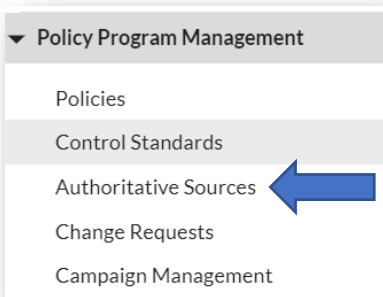 Policy Program Management
Policies
Control Standards
Authoritative Sources
Change Requests
Campaign Management